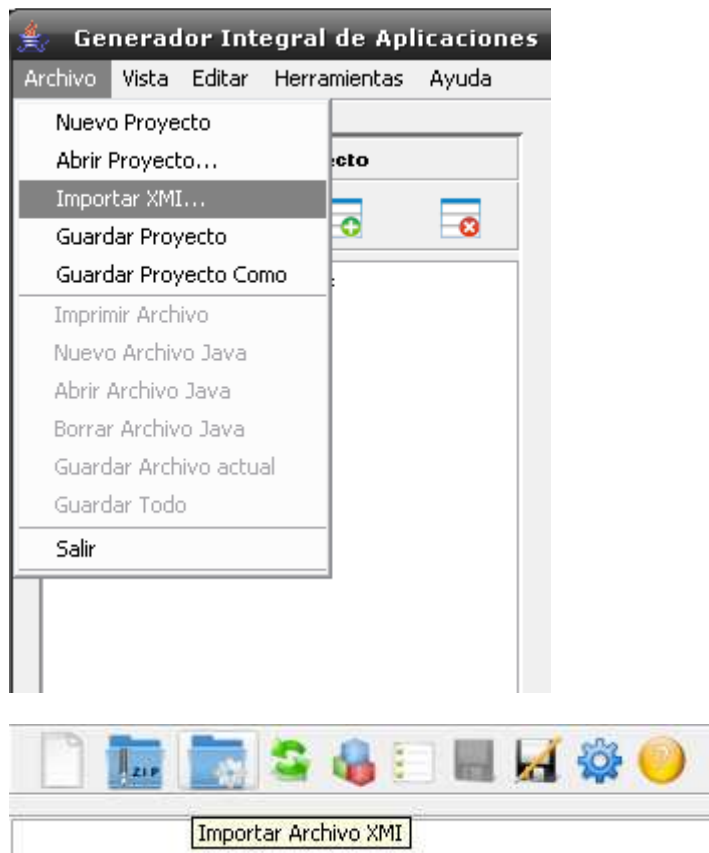 Generador Integral de Aplicaciones
Archivo Vista Editar Herramientas Ayuda
Nuevo Proyecto
Abrir Proyecto...
ecto
Importar XMI...
Guardar Proyecto
Guardar Proyecto Como
Imprimir Archivo
Nuevo Archivo Java
Abrir Archivo Java
Borrar Archivo Java
Guardar Archivo actual
Guardar Todo
Salir
ZIP
Importar Archivo XMI